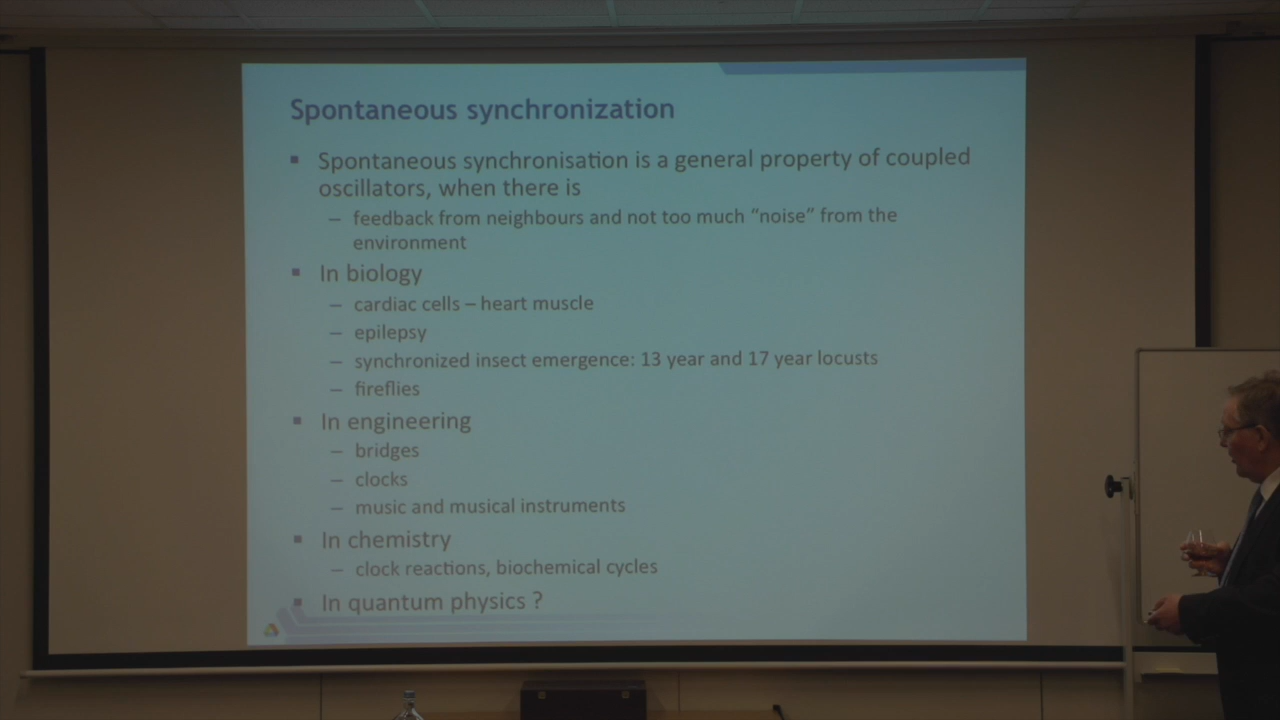 Spontaneous synchronization
▪ Spontaneous synchronisation is a general property of coupled
oscillators, when there is
– feedback from neighbours and not too much “noise” from the
environment
▪ In biology
– cardiac cells – heart muscle
– epilepsy
– synchronized insect emergence: 13 year and 17 year locusts
– fireflies
▪ In engineering
– bridges
– clocks
– music and musical instruments
▪ In chemistry
– clock reactions, biochemical cycles
▪ In quantum physics ?